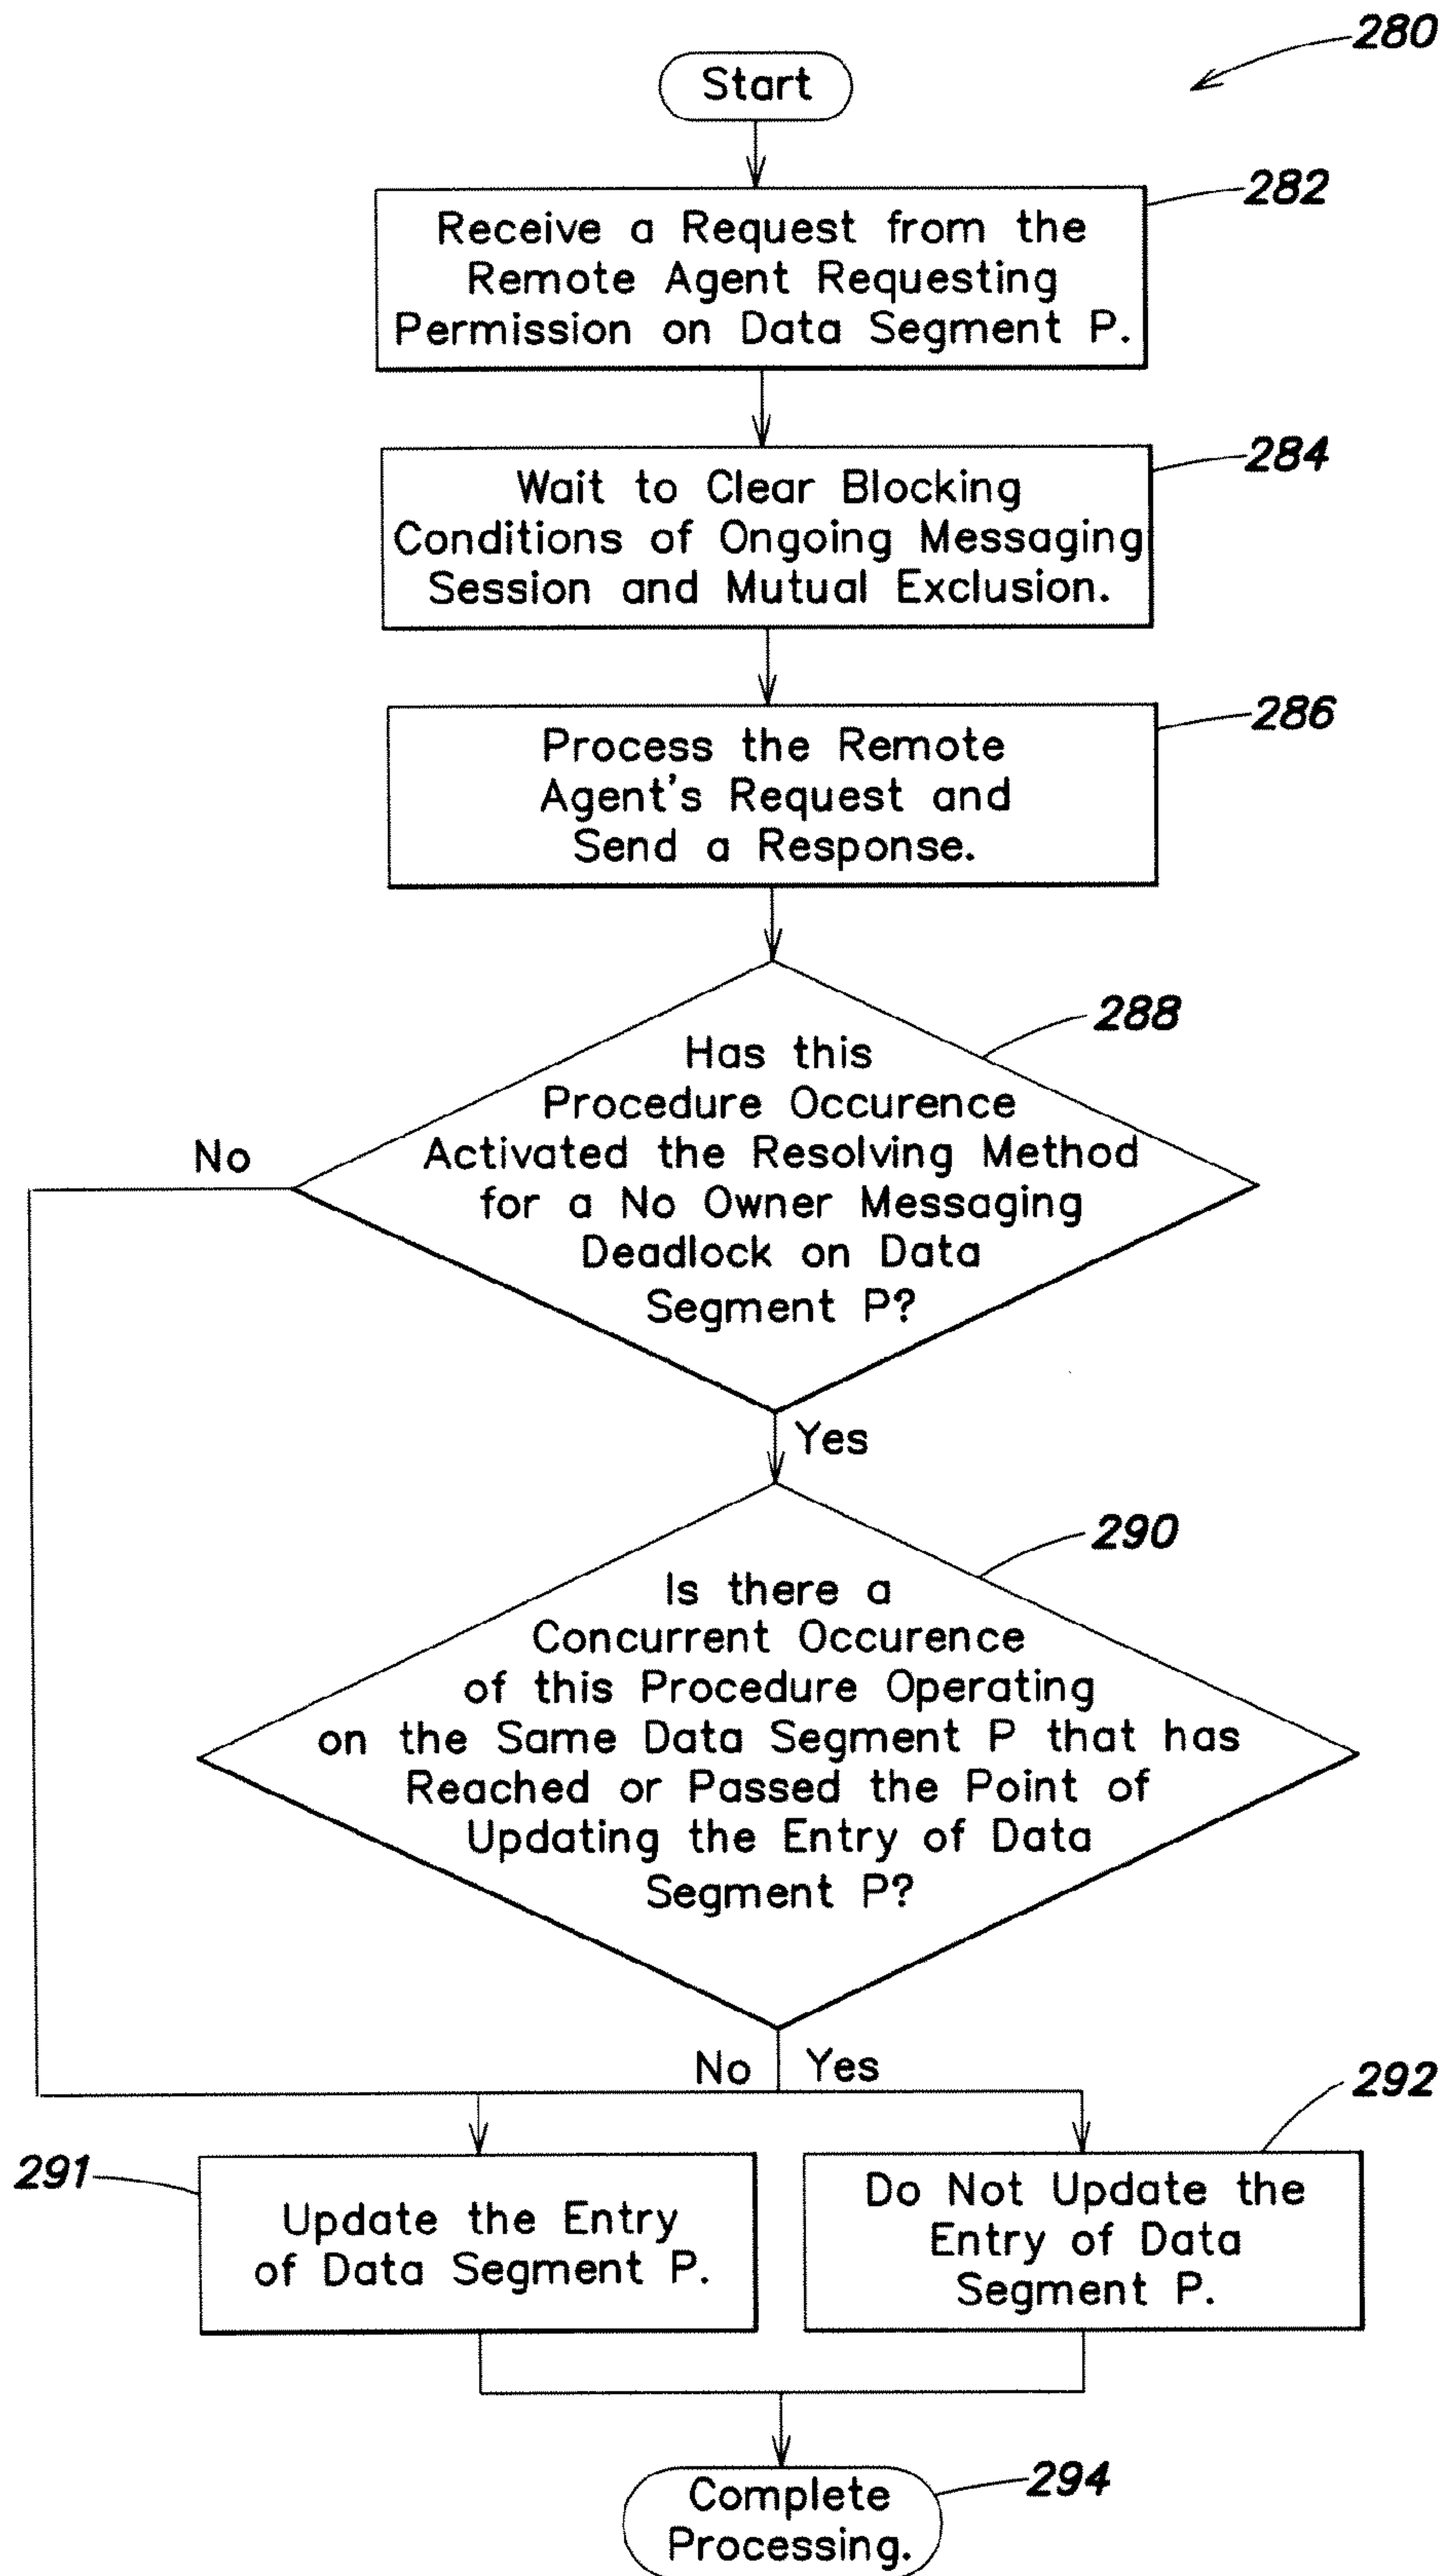 280
Start
282
Receive a Request from the
Remote Agent Requesting
Permission on Data Segment P.
284
Wait to Clear Blocking
Conditions of Ongoing Messaging
Session and Mutual Exclusion.
286
Process the Remote
Agent's Request and
Send a Response.
288
Has this
Procedure Occurence
Activated the Resolving Method
for a No Owner Messaging
Deadlock on Data
Segment P?
No
Yes
290
Is there a
Concurrent Occurence
of this Procedure Operating
on the Same Data Segment P that has
Reached or Passed the Point of
Updating the Entry of Data
Segment P?
No
Yes
291
Update the Entry
of Data Segment P.
292
Do Not Update the
Entry of Data
Segment P.
294
Complete
Processing.